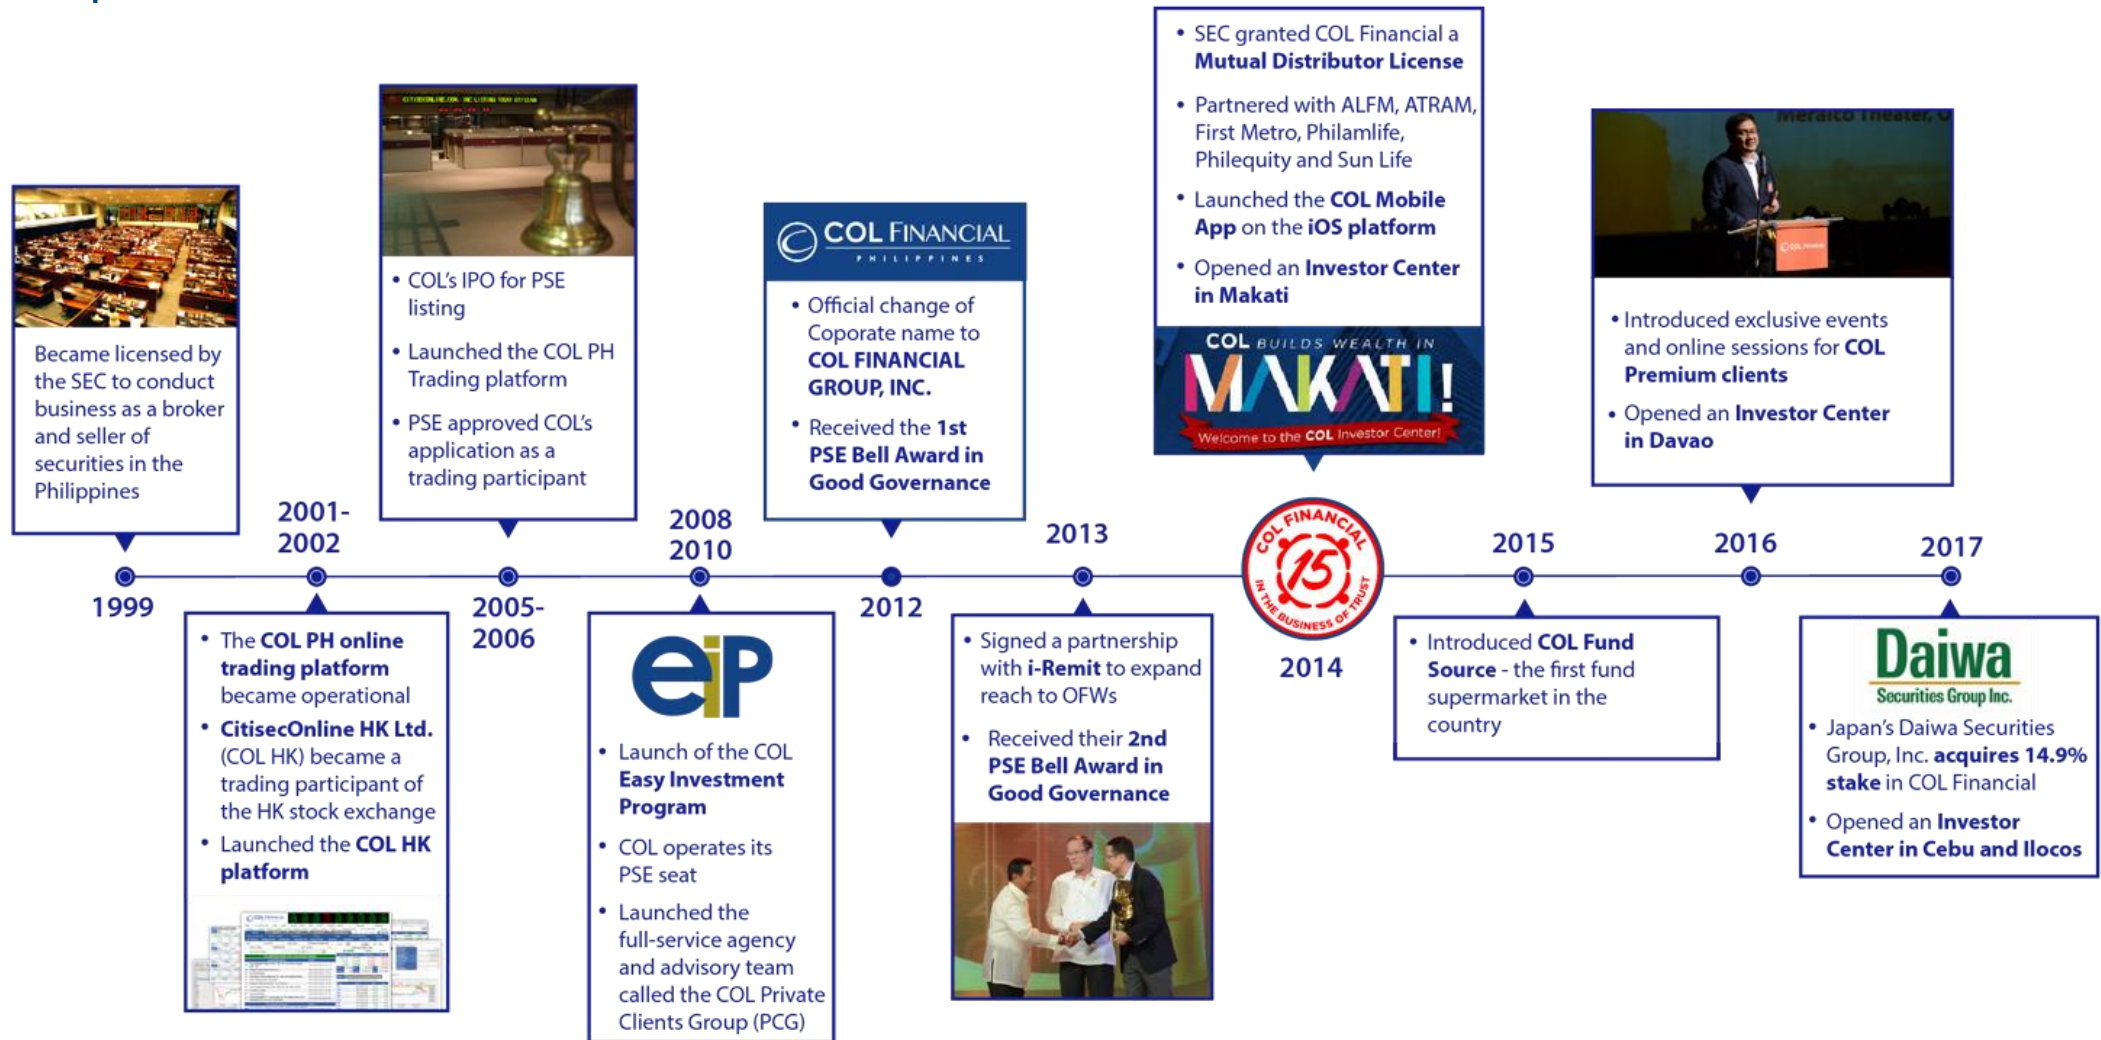 Became licensed by
the SEC to conduct
business as a broker
and seller of
securities in the
Philippines
1999
2001-
2002
• The COL PH online
trading platform
became operational
• CitisecOnline HK Ltd.
(COL HK) became a
trading participant of
the HK stock exchange
• Launched the COL HK
platform
• COL's IPO for PSE
listing
• Launched the COL PH
Trading platform
• PSE approved COL's
application as a
trading participant
2005-
2006
2008
2010
eiP
• Launch of the COL
Easy Investment
Program
• COL operates its
PSE seat
• Launched the
full-service agency
and advisory team
called the COL Private
Clients Group (PCG)
COL FINANCIAL
PHILIPPINES
• Official change of
Coporate name to
COL FINANCIAL
GROUP, INC.
• Received the 1st
PSE Bell Award in
Good Governance
2012
2013
• Signed a partnership
with i-Remit to expand
reach to OFWs
• Received their 2nd
PSE Bell Award in
Good Governance
• SEC granted COL Financial a
Mutual Distributor License
• Partnered with ALFM, ATRAM,
First Metro, Philamlife,
Philequity and Sun Life
• Launched the COL Mobile
App on the iOS platform
• Opened an Investor Center
in Makati
COL BUILDS WEALTH IN
MAKATI!
Welcome to the COL Investor Center!
COL FINANCIAL
15
IN THE BUSINESS OF TRUST
2014
2015
• Introduced COL Fund
Source - the first fund
supermarket in the
country
Meralco Theater, O
COL FINANCIAL
• Introduced exclusive events
and online sessions for COL
Premium clients
• Opened an Investor Center
in Davao
2016
2017
Daiwa
Securities Group Inc.
• Japan's Daiwa Securities
Group, Inc. acquires 14.9%
stake in COL Financial
• Opened an Investor
Center in Cebu and Ilocos